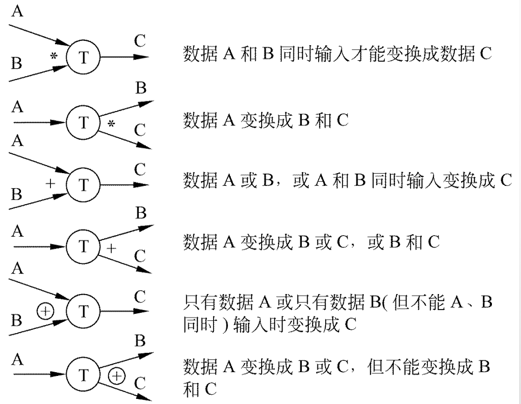 A
B
*
T
C
数据 A 和 B 同时输入才能变换成数据 C
A
T
*
B
C
数据 A 变换成 B 和 C
A
B
+
T
C
数据 A 或 B，或 A 和 B 同时输入变换成 C
A
T
+
B
C
数据 A 变换成 B 或 C，或 B 和 C
A
B
+
T
C
只有数据 A 或只有数据 B( 但不能 A、B
同时 ) 输入时变换成 C
A
T
+
B
C
数据 A 变换成 B 或 C，但不能变换成 B
和 C